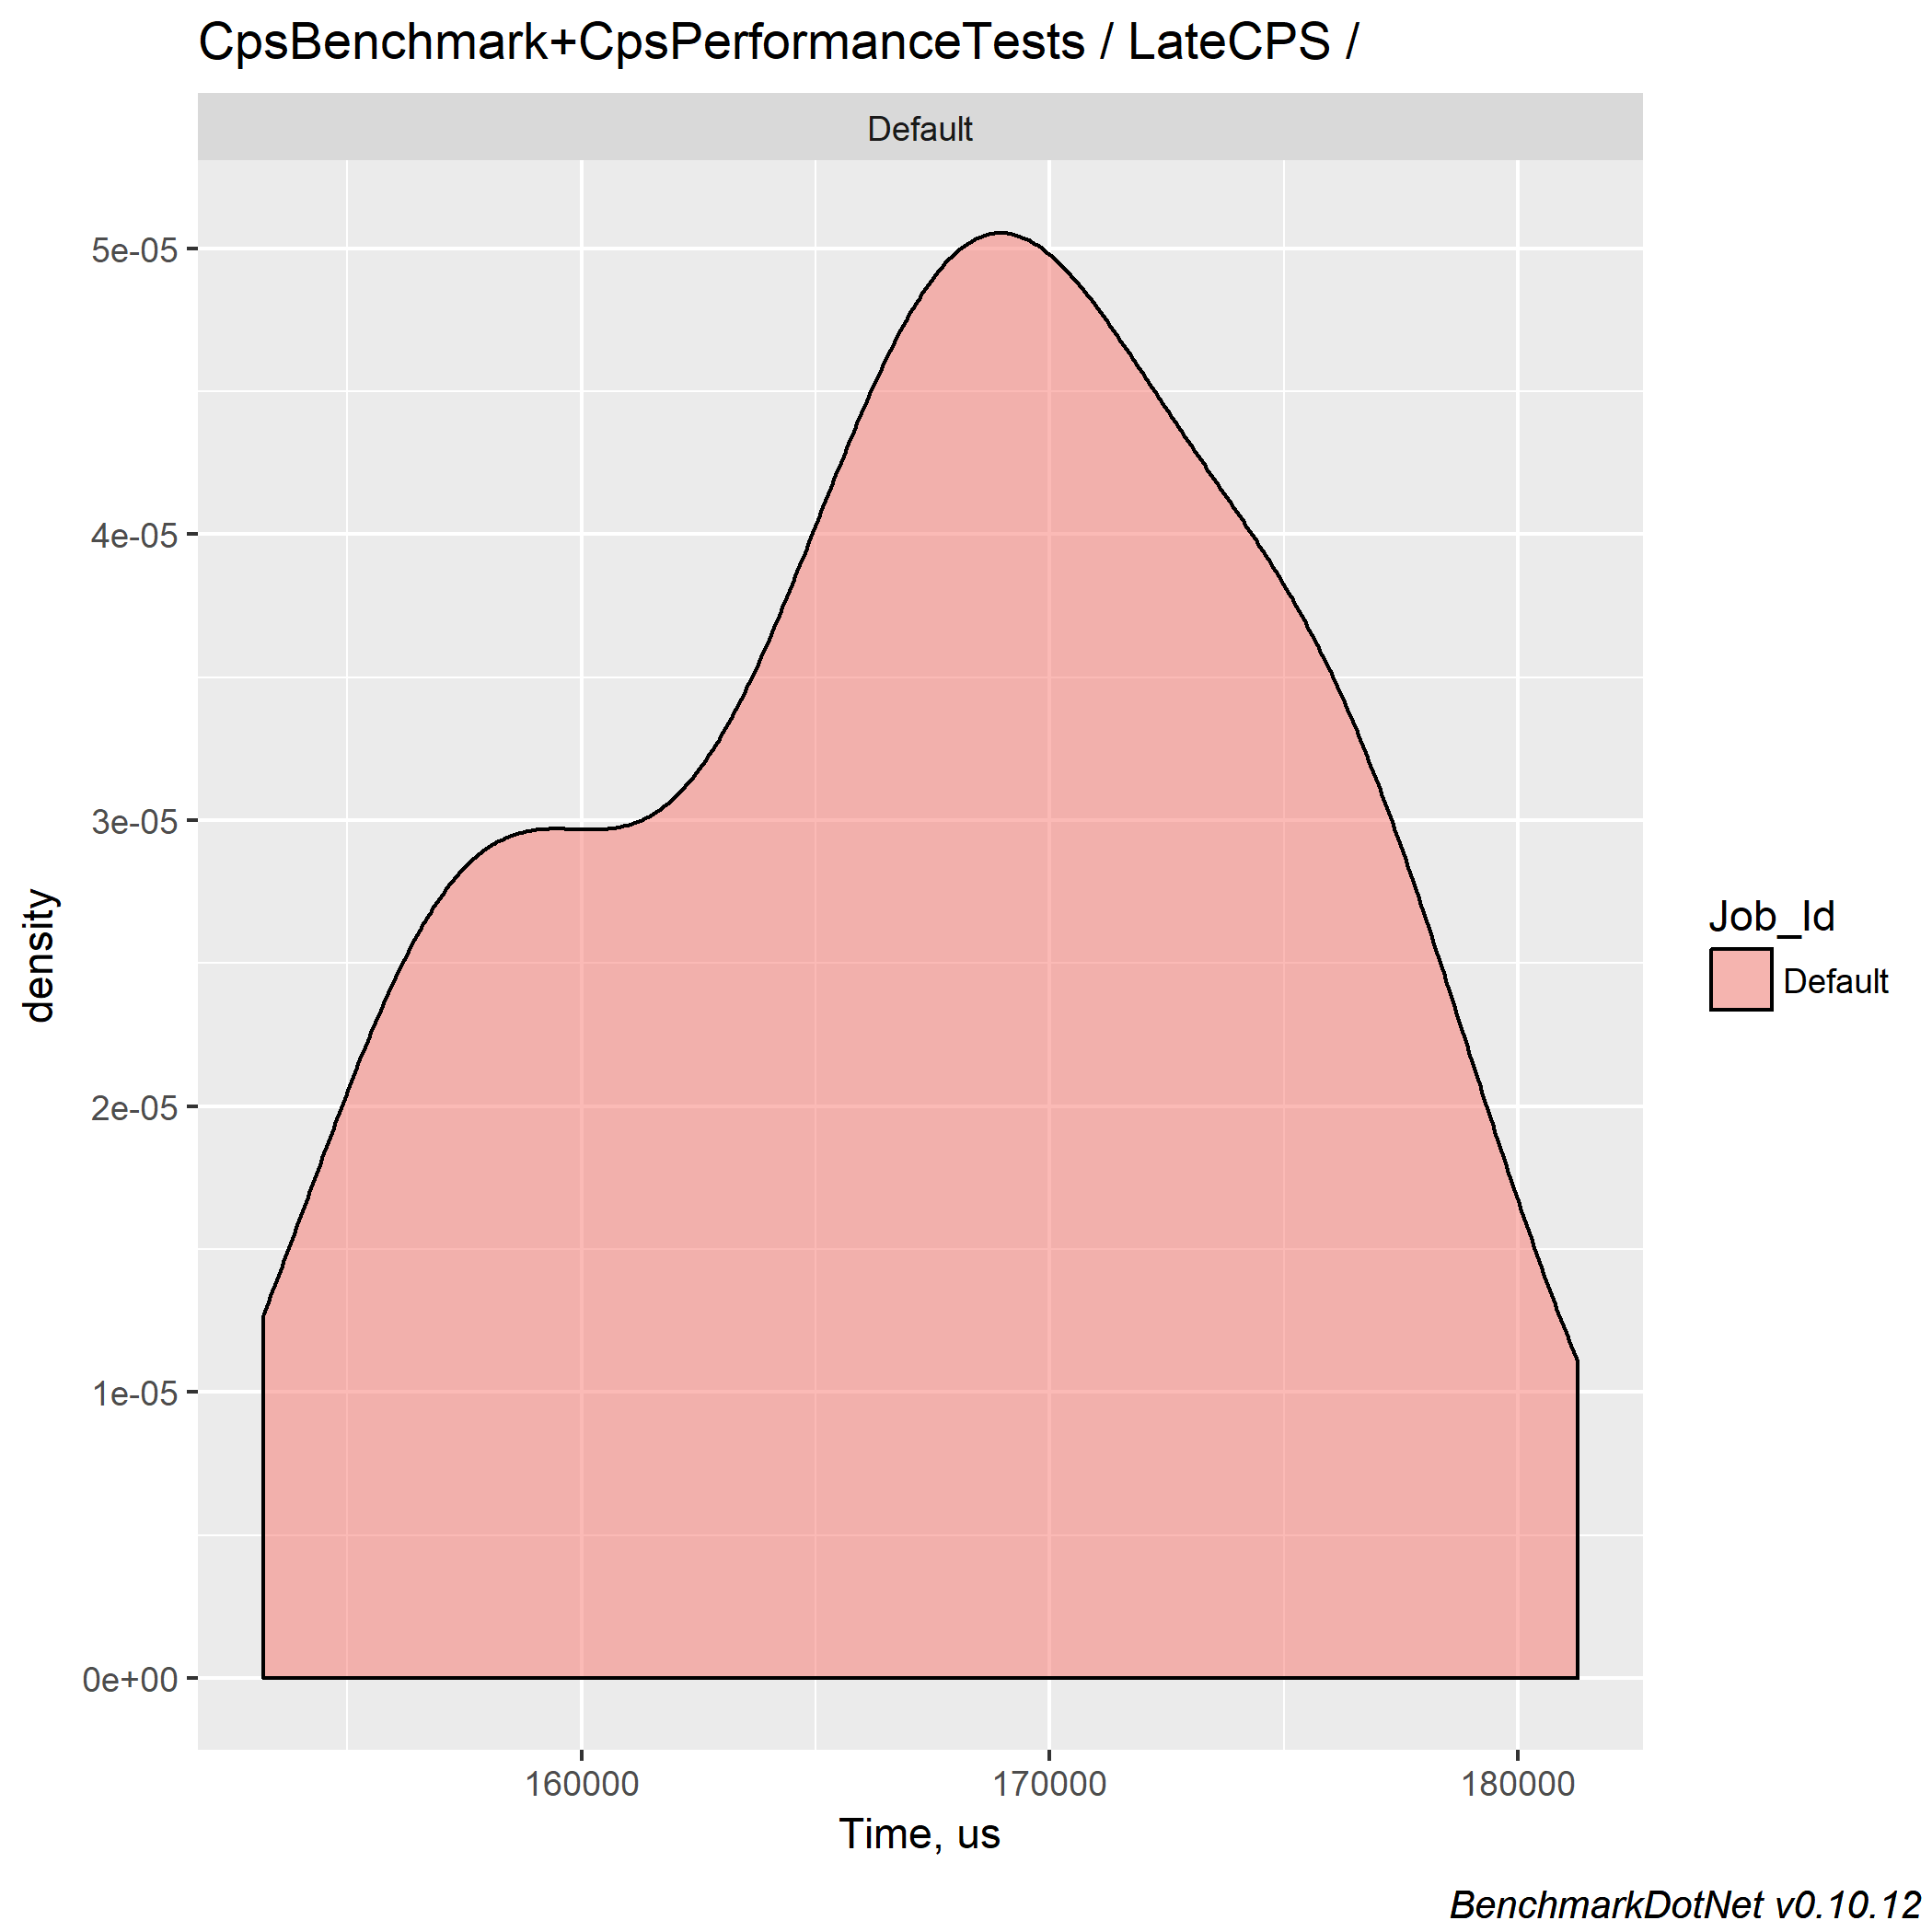 CpsBenchmark+CpsPerformanceTests / LateCPS /
Default
5e-05
4e-05
3e-05
2e-05
1e-05
0e+00
density
160000 170000 180000
Time, us
Job_Id
Default
BenchmarkDotNet v0.10.12